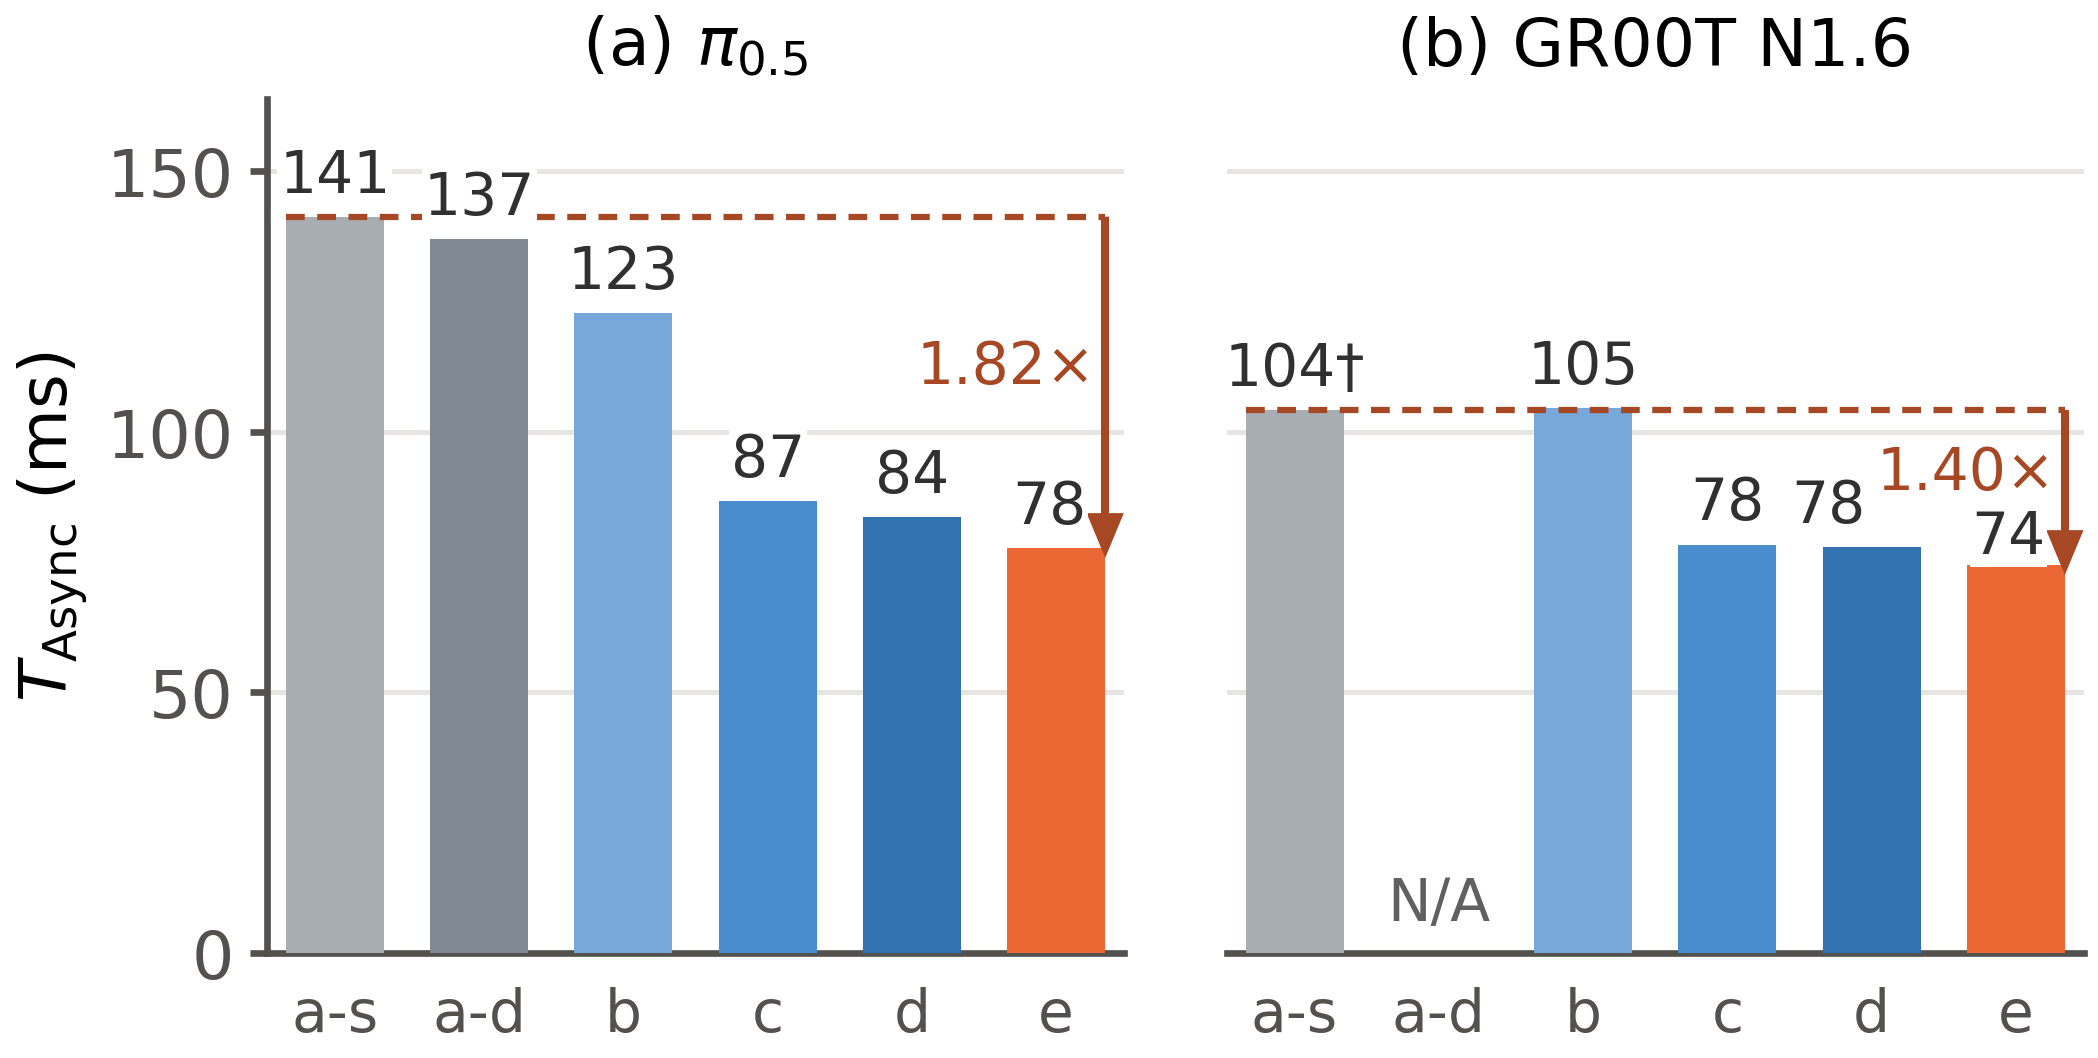 (a) π0.5
(b) GR00T N1.6
TAsync (ms)
150
100
50
0
141
137
123
87
84
78
1.82×
a-s
a-d
b
c
d
e
104†
N/A
105
78
78
74
1.40×
a-s
a-d
b
c
d
e